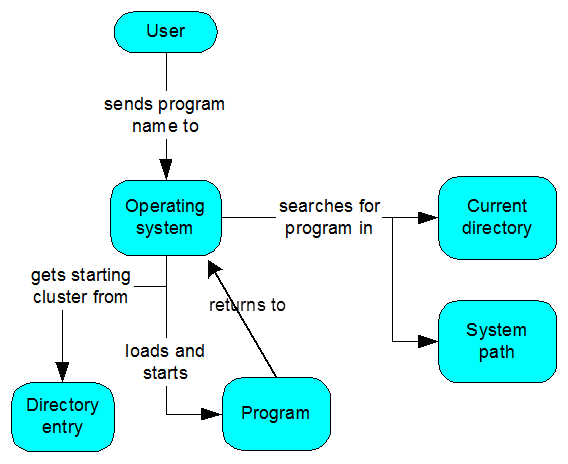 User
sends program
name to
Operating
system
searches for
program in
Current
directory
gets starting
cluster from
returns to
System
path
loads and
starts
Directory
entry
Program